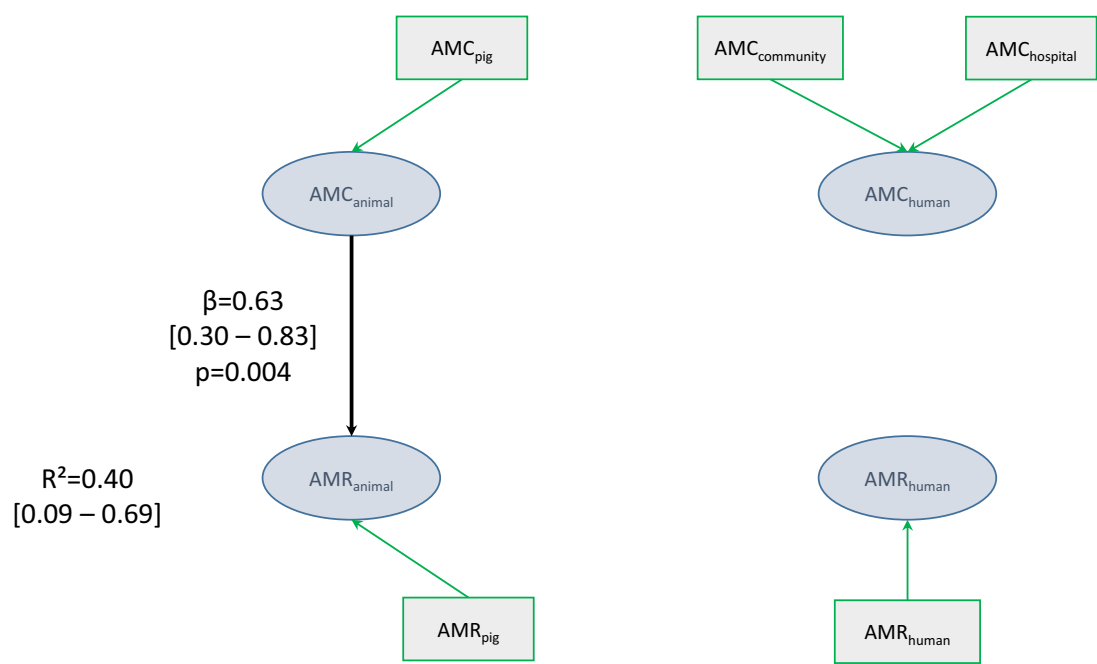 AMCpig
AMCcommunity
AMChospital
AMCanimal
AMChuman
β=0.63
[0.30 – 0.83]
p=0.004
R²=0.40
[0.09 – 0.69]
AMRanimal
AMRhuman
AMRpig
AMRhuman